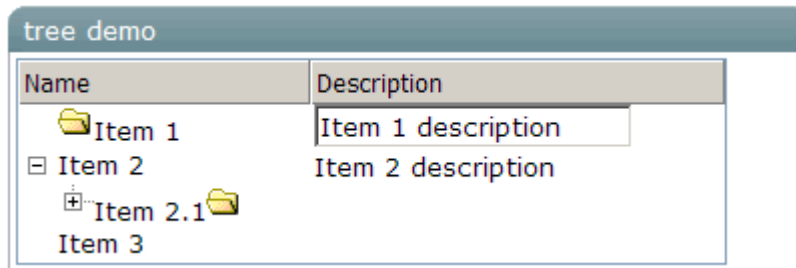 tree demo
Name Description
Item 1 Item 1 description
Item 2 Item 2 description
Item 2.1
Item 3